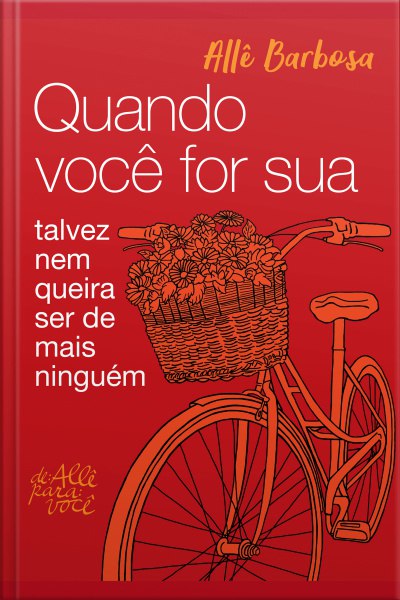 Allê Barbosa
Quando
você for sua
talvez
nem
queira
ser de
mais
ninguém
de: Allê
para:
você